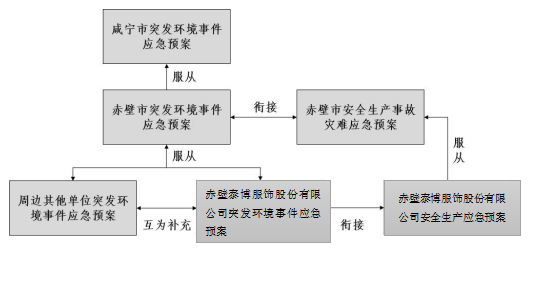 咸宁市突发环境事件
应急预案
服从
赤壁市突发环境事件
应急预案
衔接
赤壁市安全生产事故
灾难应急预案
服从
服
从
周边其他单位突发环
境事件应急预案
互为补充
赤壁泰博服饰股份有限
公司突发环境事件应急
预案
衔接
赤壁泰博服饰股份有限
公司安全生产应急预案